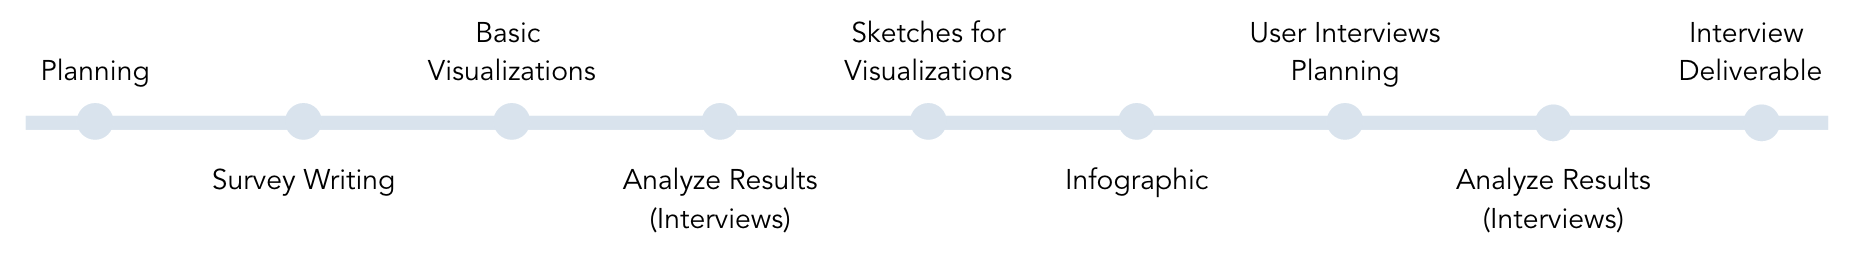 Planning
Survey Writing
Basic
Visualizations
Analyze Results
(Interviews)
Sketches for
Visualizations
Infographic
User Interviews
Planning
Analyze Results
(Interviews)
Interview
Deliverable